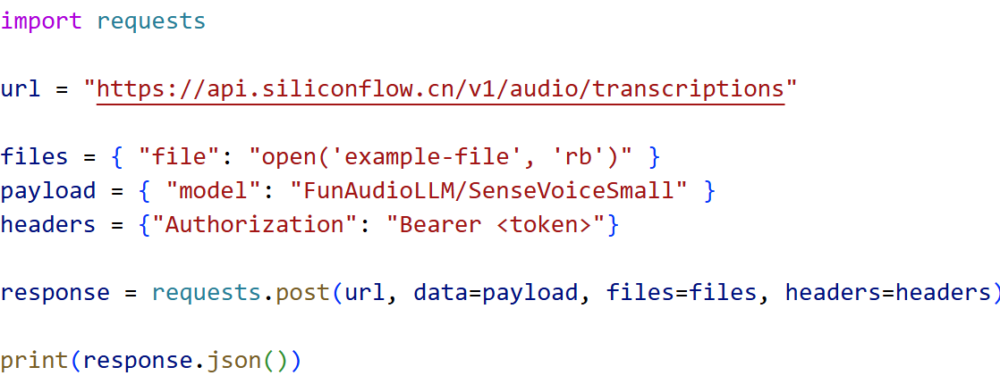 import requests
url = "https://api.siliconflow.cn/v1/audio/transcriptions"
files = { "file": "open('example-file', 'rb')" }
payload = { "model": "FunAudioLLM/SenseVoiceSmall" }
headers = {"Authorization": "Bearer <token>"}
response = requests.post(url, data=payload, files=files, headers=headers)
print(response.json())